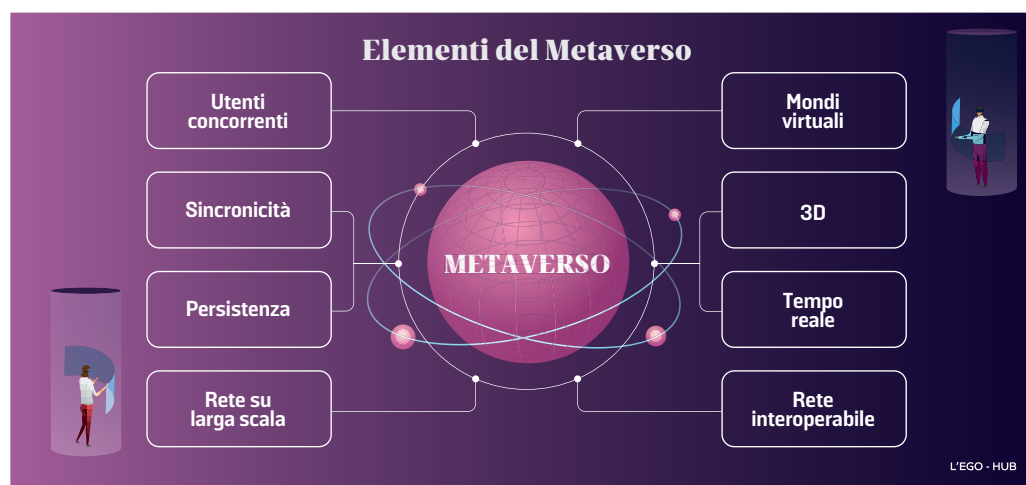 Elementi del Metaverso
Utenti
concorrenti
Sincronicità
Persistenza
Rete su
larga scala
METAVERSO
Mondi
virtuali
3D
Tempo
reale
Rete
interoperabile
L'EGO - HUB